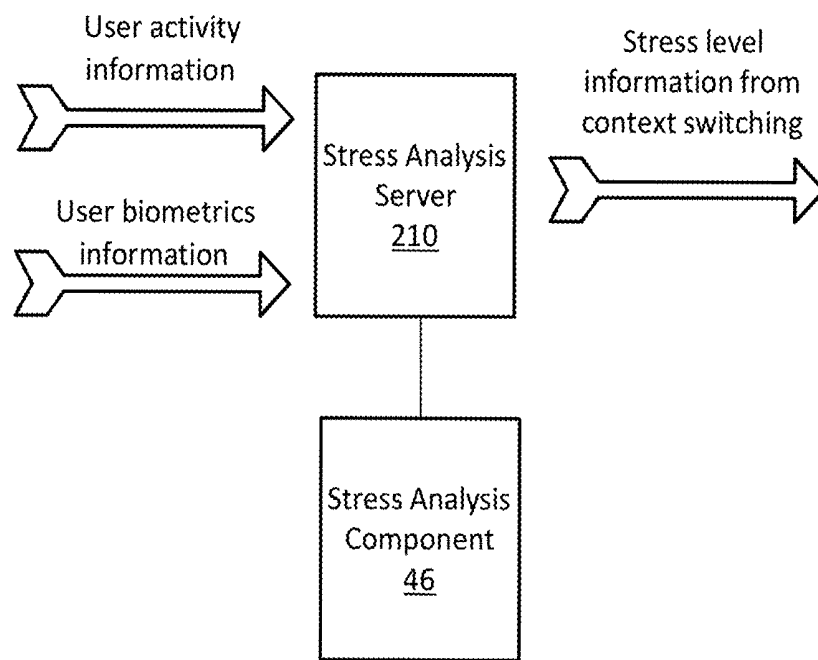 User activity
information
User biometrics
information
Stress Analysis
Server
210
Stress level
information from
context switching
Stress Analysis
Component
46